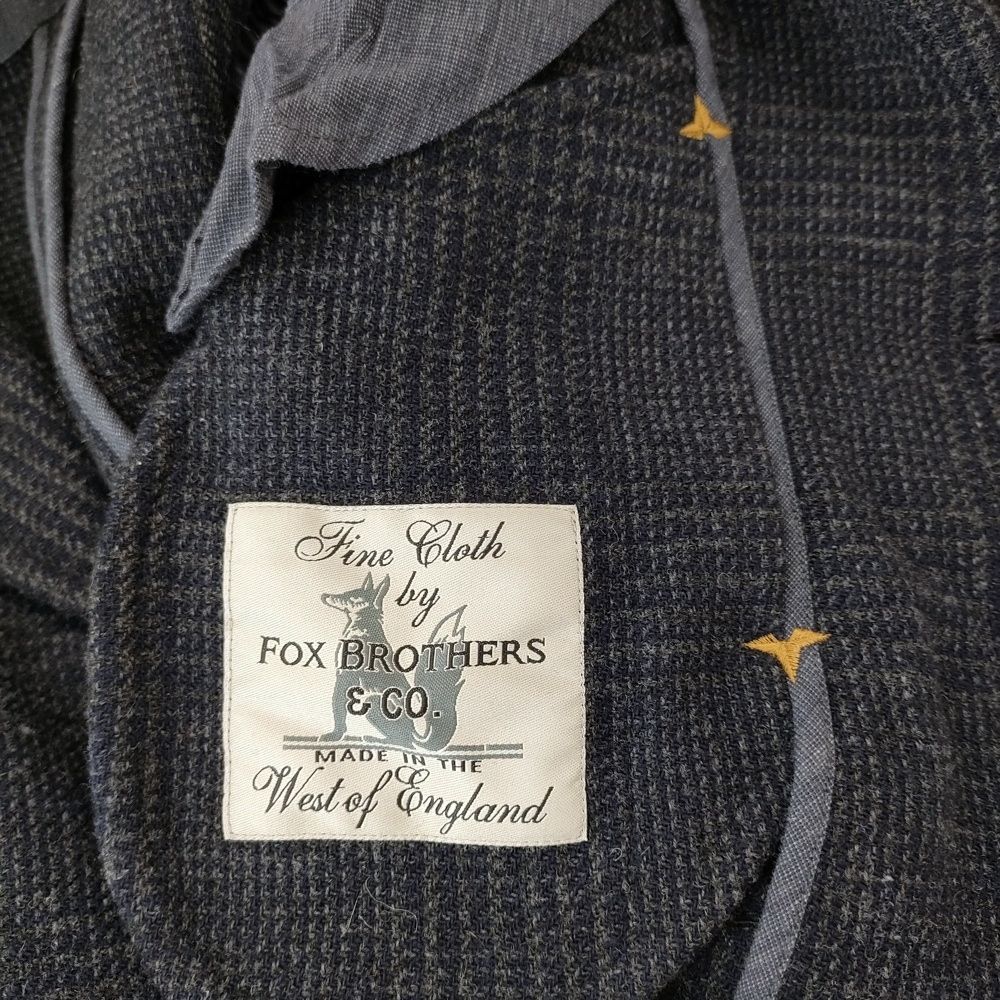 Fine Cloth
by
FOX BROTHERS
& CO.
MADE IN THE
West of England